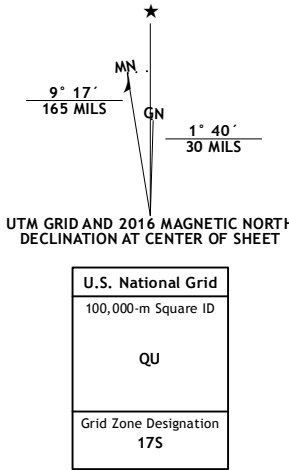 MN
GN
9° 17´
165 MILS
1° 40´
30 MILS
UTM GRID AND 2016 MAGNETIC NORTH
DECLINATION AT CENTER OF SHEET
U.S. National Grid
100,000-m Square ID
QU
Grid Zone Designation
17S